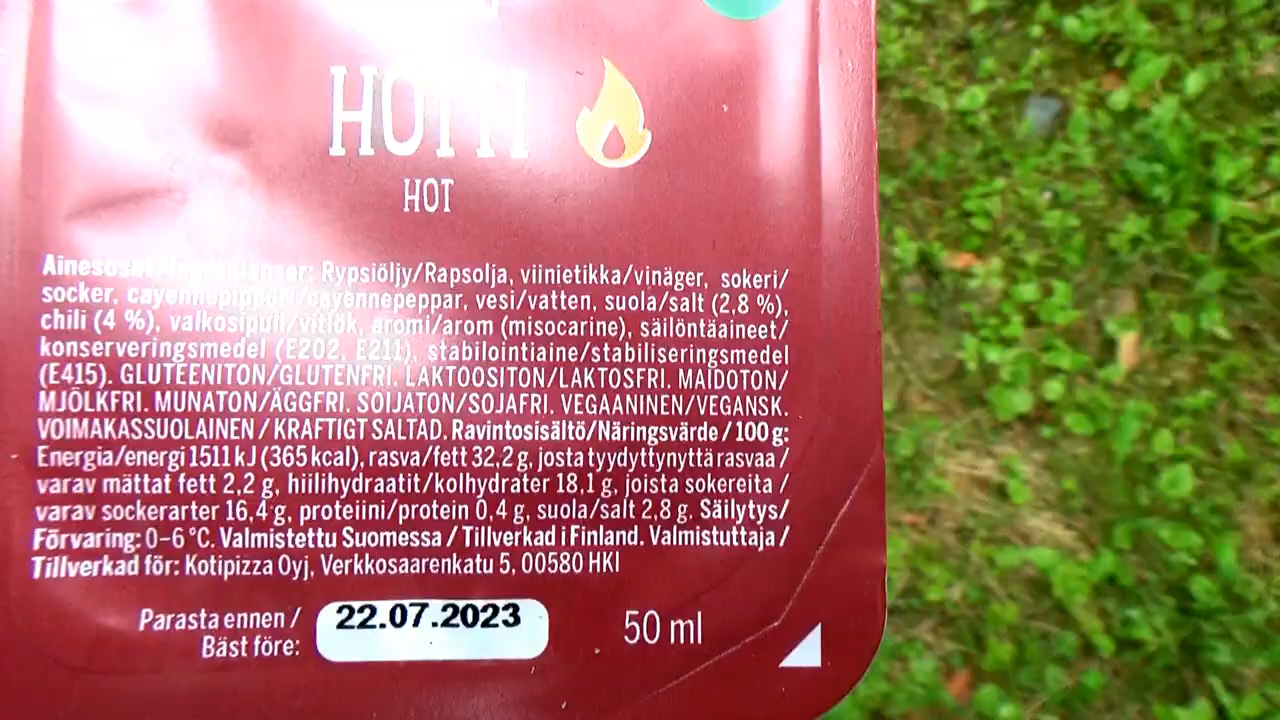 HOTTI
HOT
Ainesosat/Ingredienser: Rypsiöljy/Rapsolja, viinietikka/vinäger, sokeri/
socker, cayennepippuri/cayennepeppar, vesi/vatten, suola/salt (2,8 %),
chili (4 %), valkosipuli/vitlök, aromi/arom (misocarine), säilöntäaineet/
konserveringsmedel (E202, E211), stabilointiaine/stabiliseringsmedel
(E415). GLUTEENITON/GLUTENFRI. LAKTOOSITON/LAKTOSFRI. MAIDOTON/
MJÖLKFRI. MUNATON/ÄGGFRI. SOIJATON/SOJAFRI. VEGAANINEN/VEGANSK.
VOIMAKASSUOLAINEN/KRAFTIGT SALTAD. Ravintosisältö/Näringsvärde/100 g:
Energia/energi 1511 kJ (365 kcal), rasva/fett 32,2 g, josta tyydyttynyttä rasvaa/
varav mättat fett 2,2 g, hiilihydraatit/kolhydrater 18,1 g, joista sokereita/
varav sockerarter 16,4 g, proteiini/protein 0,4 g, suola/salt 2,8 g. Säilytys/
Förvaring: 0–6 °C. Valmistettu Suomessa/Tillverkad i Finland. Valmistuttaja/
Tillverkad för: Kotipizza Oyj, Verkkosaarenkatu 5, 00580 HKI
Parasta ennen/
Bäst före:
22.07.2023
50 ml